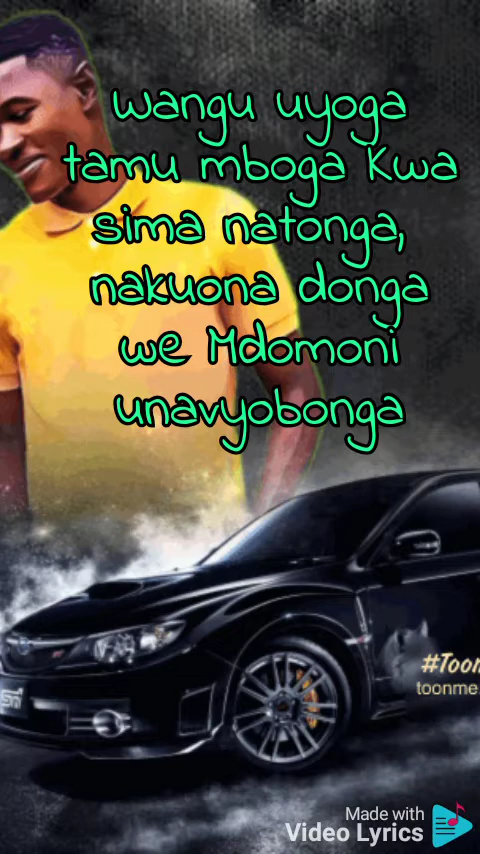 wangu uyoga
tamu mboga kwa
sima natonga,
nakuona donga
we Mdomoni
unavyobonga
#Toon
toonme
Made with
Video Lyrics